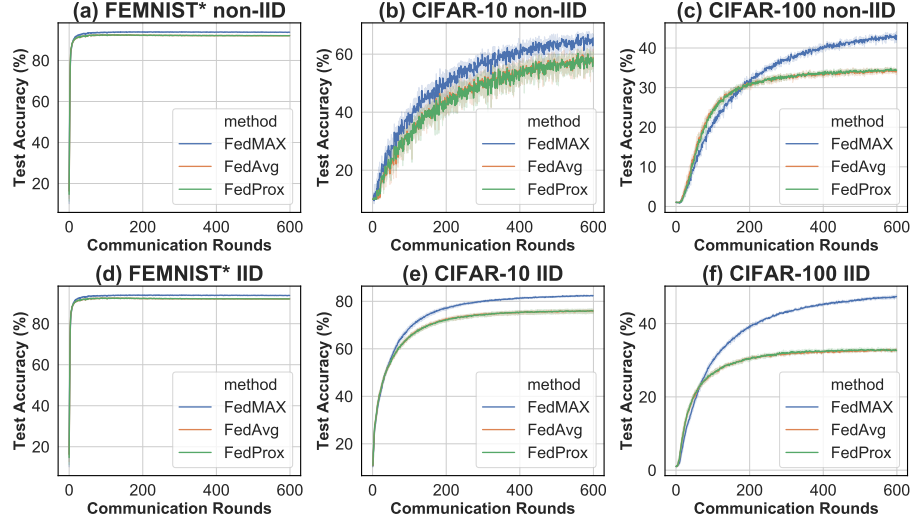 (a) FEMNIST* non-IID
Test Accuracy (%)
80
60
40
20
method
FedMAX
FedAvg
FedProx
0 200 400 600
Communication Rounds
(b) CIFAR-10 non-IID
Test Accuracy (%)
60
40
20
method
FedMAX
FedAvg
FedProx
0 200 400 600
Communication Rounds
(c) CIFAR-100 non-IID
Test Accuracy (%)
40
30
20
10
0
method
FedMAX
FedAvg
FedProx
0 200 400 600
Communication Rounds
(d) FEMNIST* IID
Test Accuracy (%)
80
60
40
20
method
FedMAX
FedAvg
FedProx
0 200 400 600
Communication Rounds
(e) CIFAR-10 IID
Test Accuracy (%)
80
60
40
20
method
FedMAX
FedAvg
FedProx
0 200 400 600
Communication Rounds
(f) CIFAR-100 IID
Test Accuracy (%)
40
20
0
method
FedMAX
FedAvg
FedProx
0 200 400 600
Communication Rounds